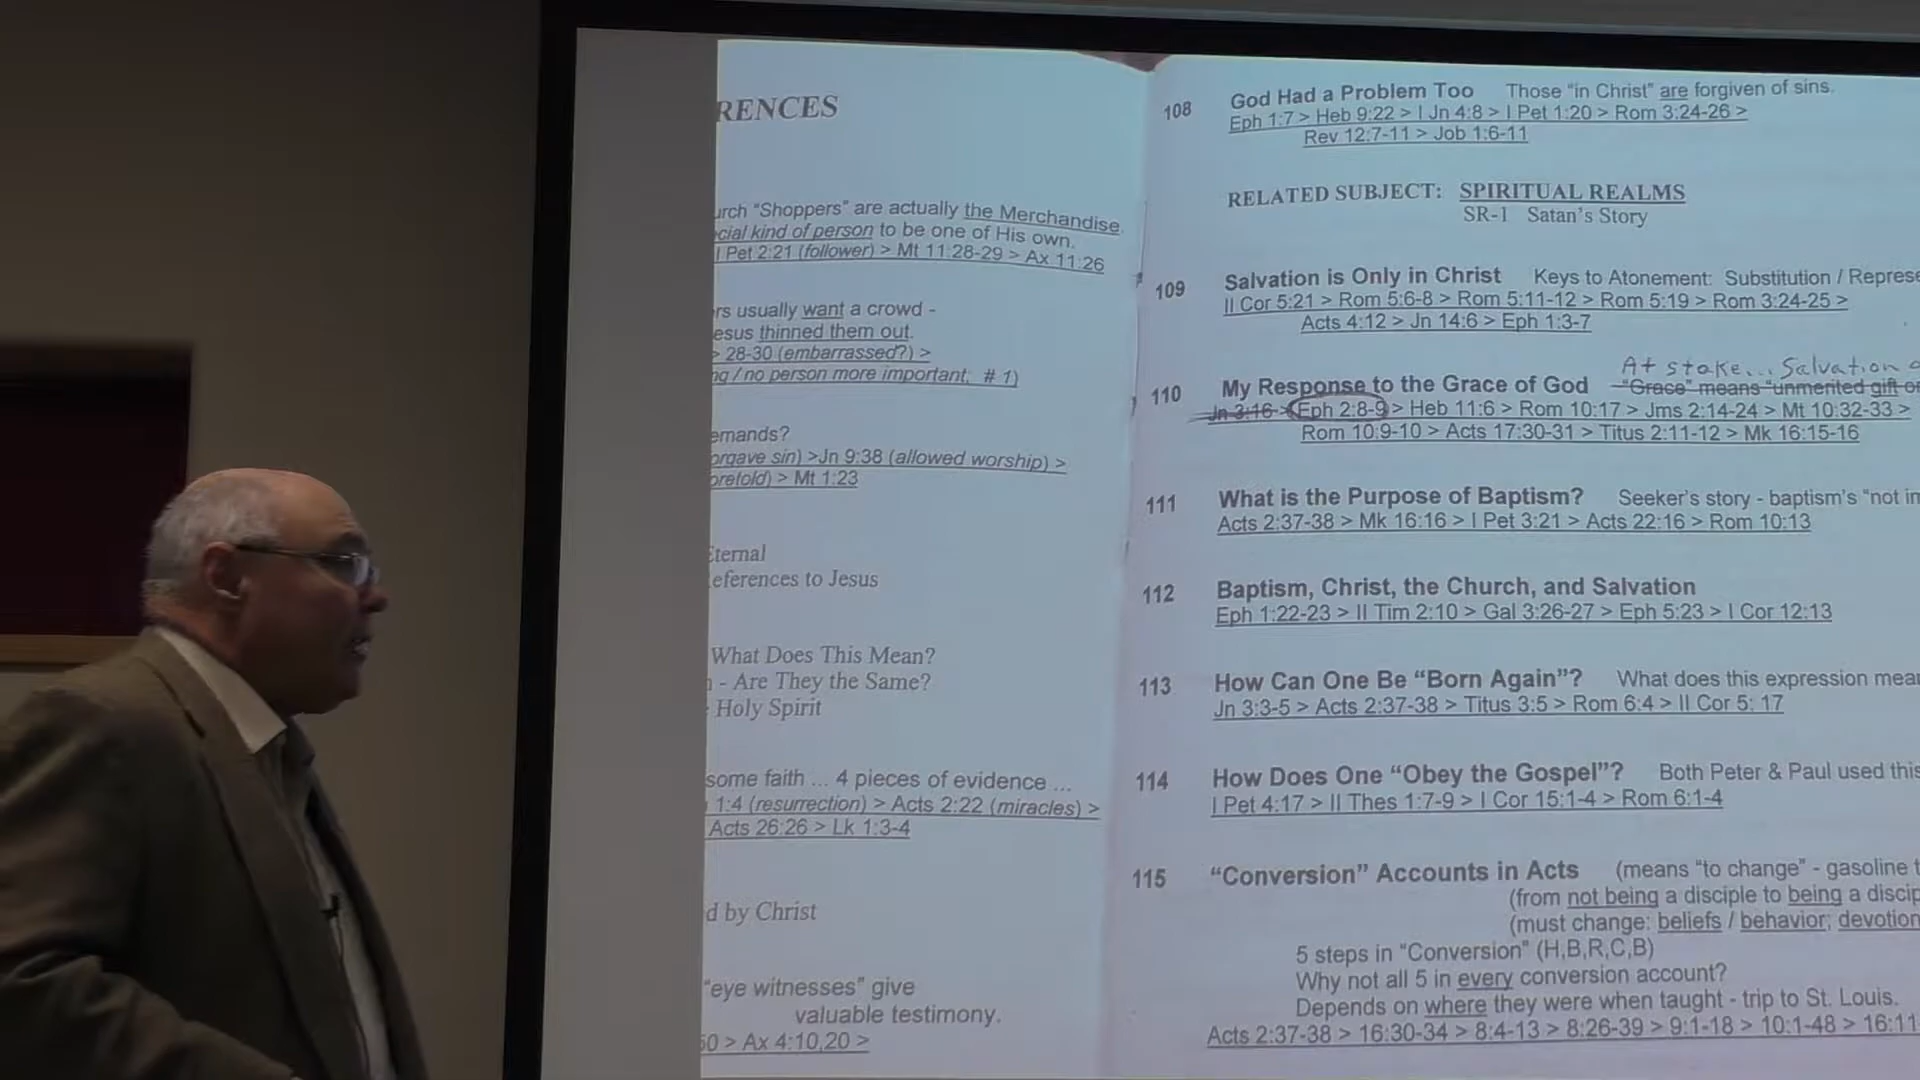 RENCES
urch “Shoppers” are actually the Merchandise.
cial kind of person to be one of His own.
I Pet 2:21 (follower) > Mt 11:28-29 > Ax 11:26
rs usually want a crowd -
esus thinned them out.
> 28-30 (embarrassed?) >
ng / no person more important, # 1)
emands?
orgave sin) >Jn 9:38 (allowed worship) >
oretold) > Mt 1:23
Eternal
eferences to Jesus
What Does This Mean?
- Are They the Same?
Holy Spirit
some faith ... 4 pieces of evidence ...
1:4 (resurrection) > Acts 2:22 (miracles) >
Acts 26:26 > Lk 1:3-4
d by Christ
“eye witnesses” give
valuable testimony.
60 > Ax 4:10,20 >
108 God Had a Problem Too Those “in Christ” are forgiven of sins.
Eph 1:7 > Heb 9:22 > I Jn 4:8 > I Pet 1:20 > Rom 3:24-26 >
Rev 12:7-11 > Job 1:6-11
RELATED SUBJECT: SPIRITUAL REALMS
SR-1 Satan’s Story
109 Salvation is Only in Christ Keys to Atonement: Substitution / Represe
II Cor 5:21 > Rom 5:6-8 > Rom 5:11-12 > Rom 5:19 > Rom 3:24-25 >
Acts 4:12 > Jn 14:6 > Eph 1:3-7
At stake... Salvation
110 My Response to the Grace of God “Grace” means “unmerited gift or
Jn 3:16 > Eph 2:8-9 > Heb 11:6 > Rom 10:17 > Jms 2:14-24 > Mt 10:32-33 >
Rom 10:9-10 > Acts 17:30-31 > Titus 2:11-12 > Mk 16:15-16
111 What is the Purpose of Baptism? Seeker’s story - baptism’s “not im
Acts 2:37-38 > Mk 16:16 > I Pet 3:21 > Acts 22:16 > Rom 10:13
112 Baptism, Christ, the Church, and Salvation
Eph 1:22-23 > II Tim 2:10 > Gal 3:26-27 > Eph 5:23 > I Cor 12:13
113 How Can One Be “Born Again”? What does this expression mean
Jn 3:3-5 > Acts 2:37-38 > Titus 3:5 > Rom 6:4 > II Cor 5: 17
114 How Does One “Obey the Gospel”? Both Peter & Paul used this
I Pet 4:17 > II Thes 1:7-9 > I Cor 15:1-4 > Rom 6:1-4
115 “Conversion” Accounts in Acts (means “to change” - gasoline t
(from not being a disciple to being a discip
(must change: beliefs / behavior; devotion
5 steps in “Conversion” (H,B,R,C,B)
Why not all 5 in every conversion account?
Depends on where they were when taught - trip to St. Louis.
Acts 2:37-38 > 16:30-34 > 8:4-13 > 8:26-39 > 9:1-18 > 10:1-48 > 16:11